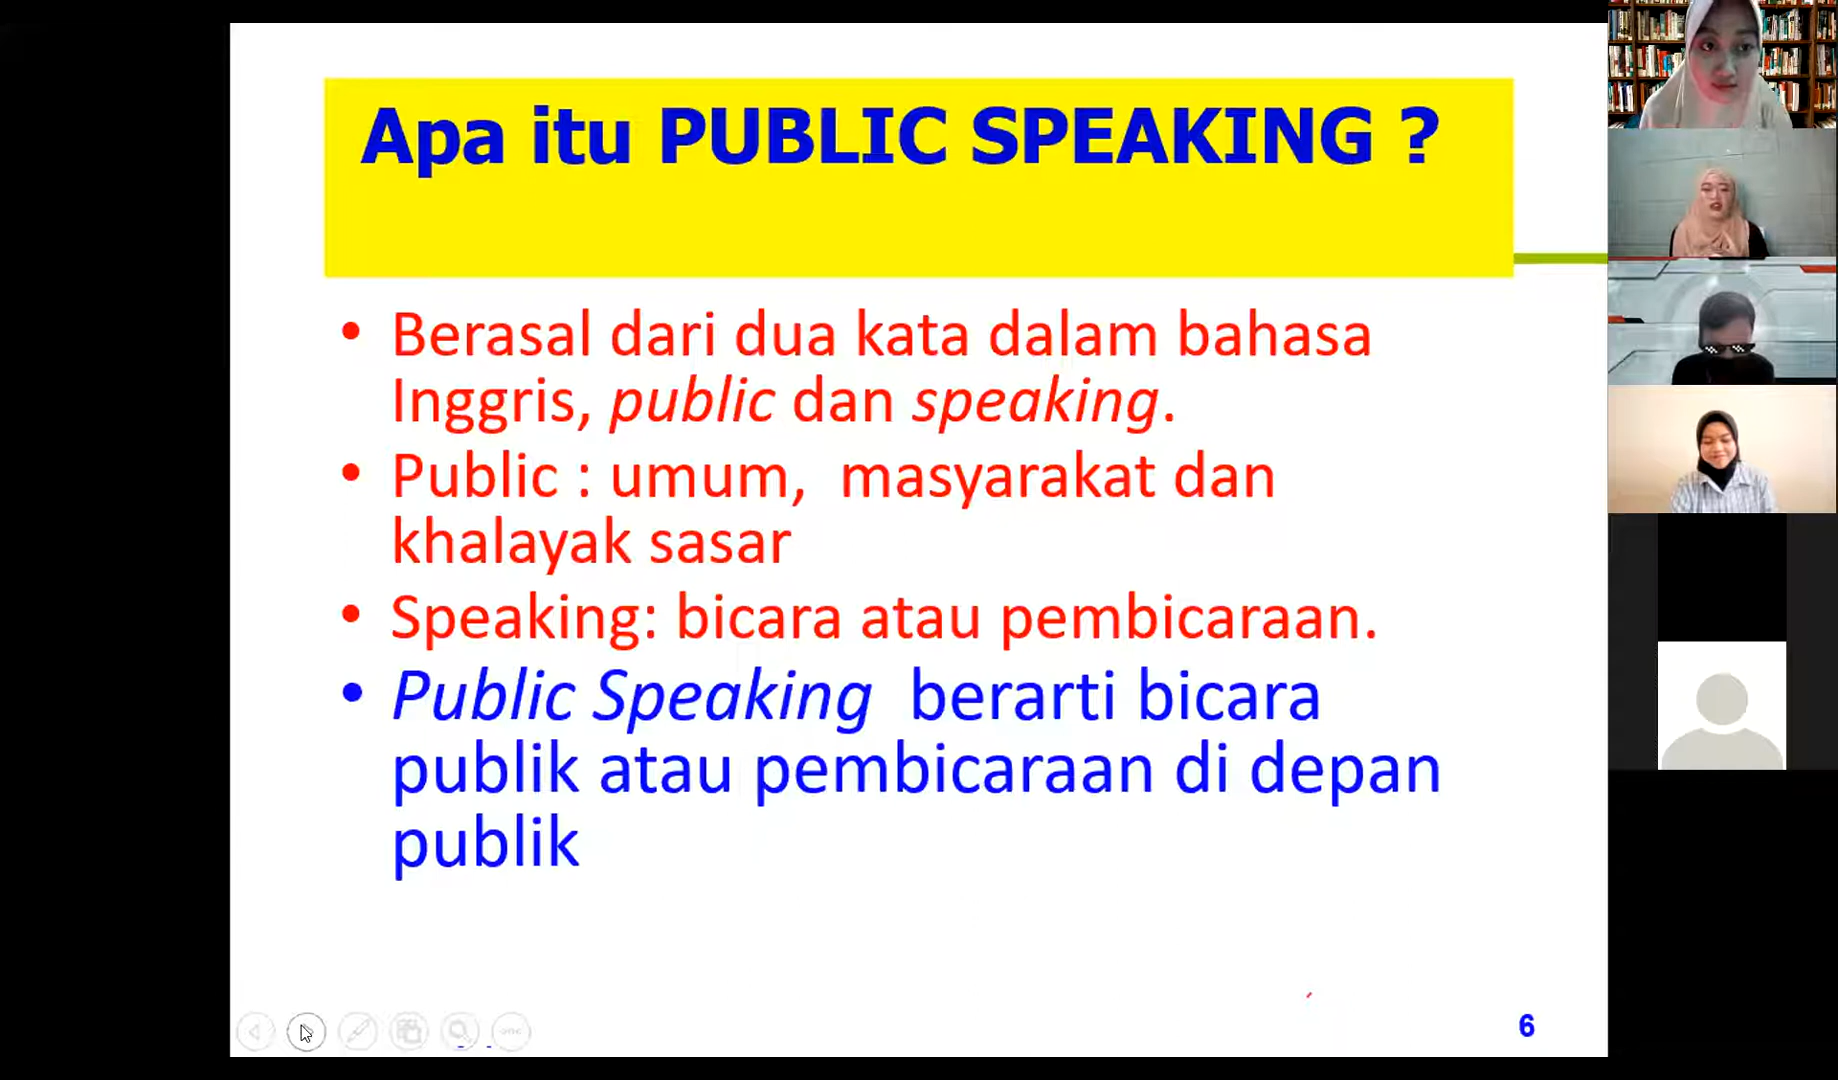 Apa itu PUBLIC SPEAKING ?
• Berasal dari dua kata dalam bahasa
Inggris, public dan speaking.
• Public : umum,  masyarakat dan
khalayak sasar
• Speaking: bicara atau pembicaraan.
• Public Speaking  berarti bicara
publik atau pembicaraan di depan
publik
6